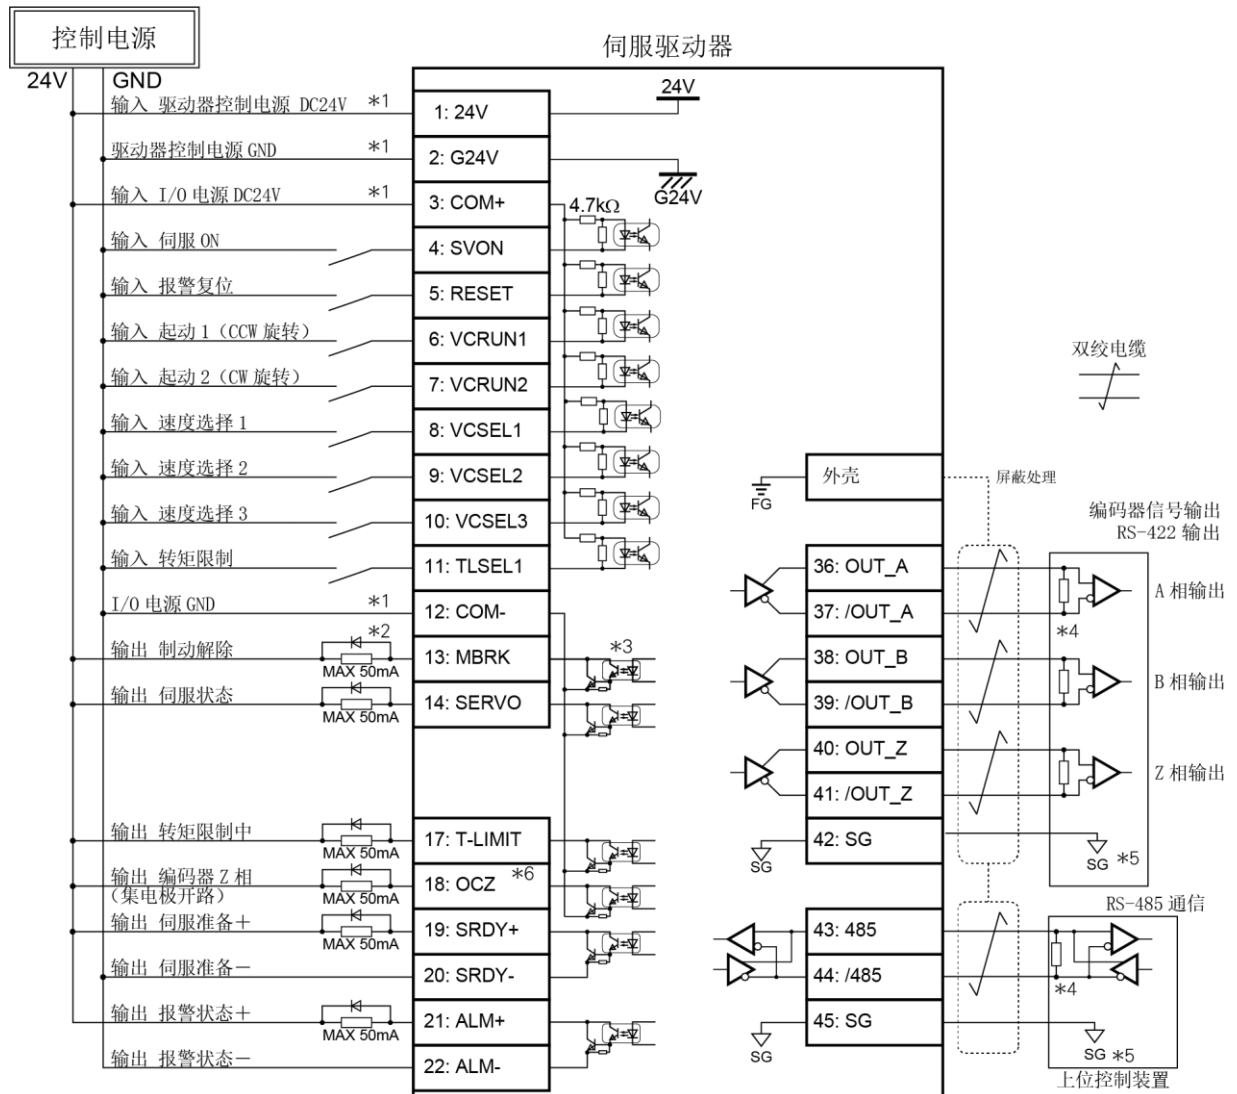 控制电源
伺服驱动器
24V GND
24V
输入 驱动器控制电源 DC24V *1
1: 24V
驱动器控制电源 GND *1
2: G24V
G24V
输入 I/O 电源 DC24V *1
3: COM+
4.7kΩ
输入 伺服 ON
4: SVON
输入 报警复位
5: RESET
输入 起动 1（CCW 旋转）
6: VCRUN1
输入 起动 2（CW 旋转）
7: VCRUN2
输入 速度选择 1
8: VCSEL1
输入 速度选择 2
9: VCSEL2
输入 速度选择 3
10: VCSEL3
输入 转矩限制
11: TLSEL1
I/O 电源 GND *1
12: COM-
输出 制动解除
*2
MAX 50mA
13: MBRK
*3
输出 伺服状态
MAX 50mA
14: SERVO
输出 转矩限制中
MAX 50mA
17: T-LIMIT
输出 编码器 Z 相
（集电极开路）
MAX 50mA
18: OCZ *6
输出 伺服准备＋
MAX 50mA
19: SRDY+
输出 伺服准备－
20: SRDY-
输出 报警状态＋
MAX 50mA
21: ALM+
输出 报警状态－
22: ALM-
双绞电缆
外壳
FG
屏蔽处理
编码器信号输出
RS-422 输出
36: OUT_A
37: /OUT_A
A 相输出
*4
38: OUT_B
39: /OUT_B
B 相输出
40: OUT_Z
41: /OUT_Z
Z 相输出
42: SG
SG
SG *5
RS-485 通信
43: 485
44: /485
*4
45: SG
SG
SG *5
上位控制装置